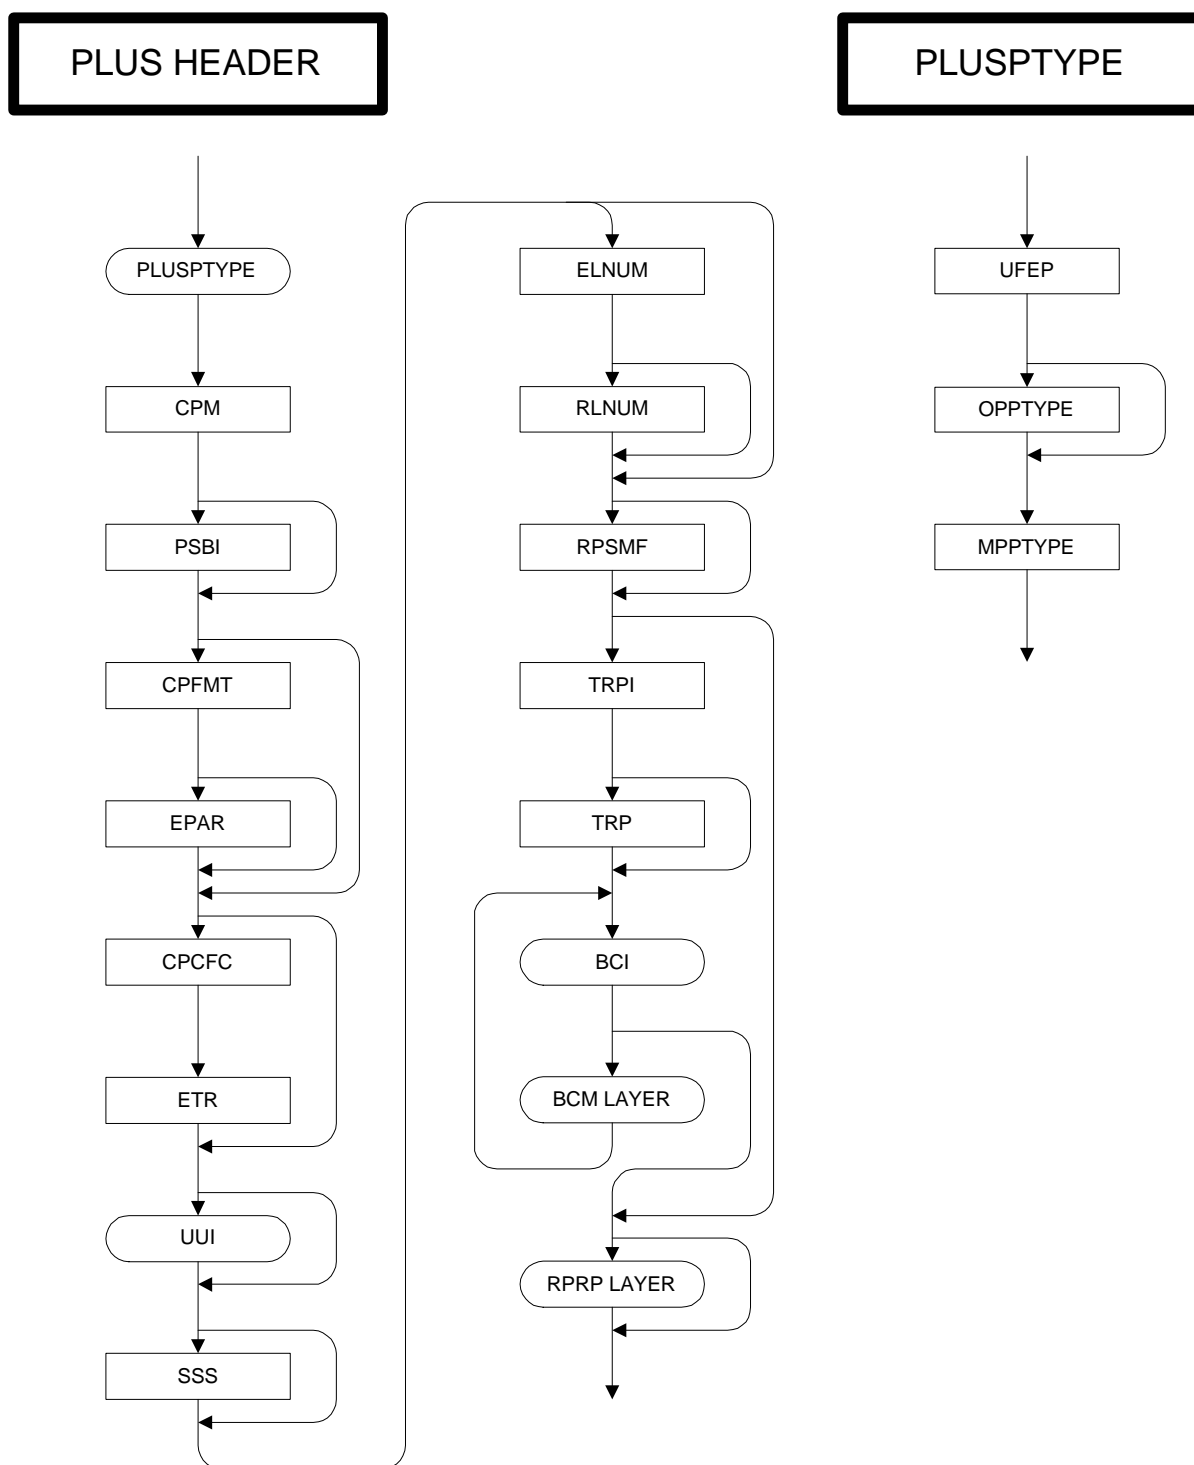 PLUS HEADER
PLUSPTYPE
CPM
PSBI
CPFMT
EPAR
CPCFC
ETR
UUI
SSS
ELNUM
RLNUM
RPSMF
TRPI
TRP
BCI
BCM LAYER
RPRP LAYER
PLUSPTYPE
UFEP
OPPTYPE
MPPTYPE